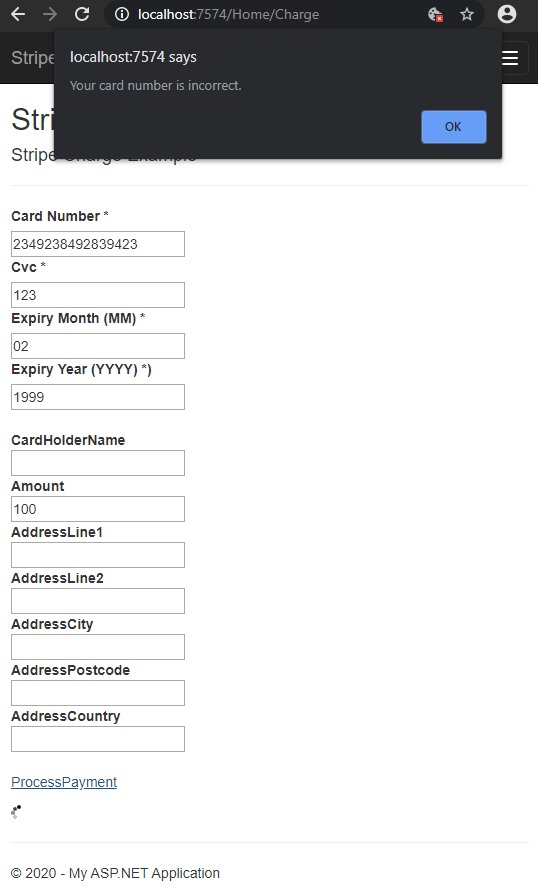 localhost:7574/Home/Charge
Stripe
localhost:7574 says
Your card number is incorrect.
OK
Stri
Stripe Charge Example
Card Number *
2349238492839423
Cvc *
123
Expiry Month (MM) *
02
Expiry Year (YYYY) *)
1999
CardHolderName
Amount
100
AddressLine1
AddressLine2
AddressCity
AddressPostcode
AddressCountry
ProcessPayment
© 2020 - My ASP.NET Application